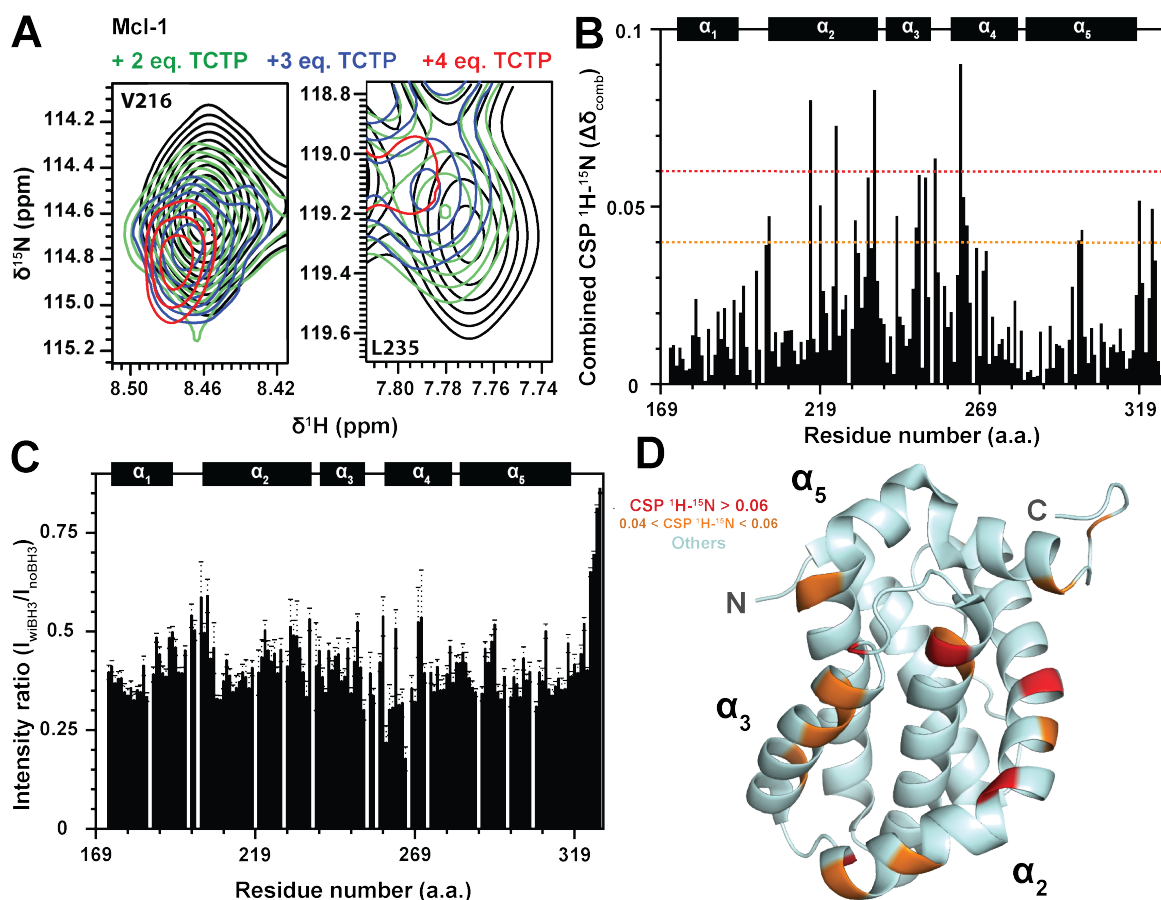 A
Mcl-1
+ 2 eq. TCTP +3 eq. TCTP +4 eq. TCTP
V216
114.2
114.4
114.6
114.8
115.0
115.2
δ¹⁵N (ppm)
8.50 8.46 8.42
118.8
119.0
119.2
119.4
119.6
L235
7.80 7.78 7.76 7.74
δ¹H (ppm)
B
α₁ α₂ α₃ α₄ α₅
0.1
0.05
0
Combined CSP ¹H-¹⁵N (Δδcomb)
169 219 269 319
Residue number (a.a.)
C
α₁ α₂ α₃ α₄ α₅
0.75
0.5
0.25
0
Intensity ratio (IwiBH3/InoBH3)
169 219 269 319
Residue number (a.a.)
D
CSP ¹H-¹⁵N > 0.06
0.04 < CSP ¹H-¹⁵N < 0.06
Others
α₅
C
N
α₃
α₂